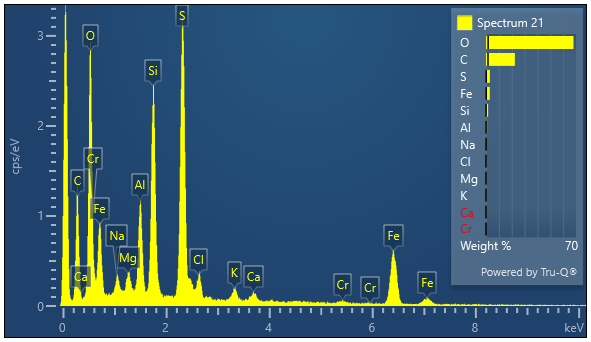 Spectrum 21
O
C
S
Fe
Si
Al
Na
Cl
Mg
K
Ca
Cr
Weight % 70
Powered by Tru-Q®
cps/eV
3
2
1
0
S
O
Si
Cr
C
Al
Fe
Na
Mg
Ca
Cl
K
Ca
Cr
Cr
Fe
Fe
0 2 4 6 8 keV